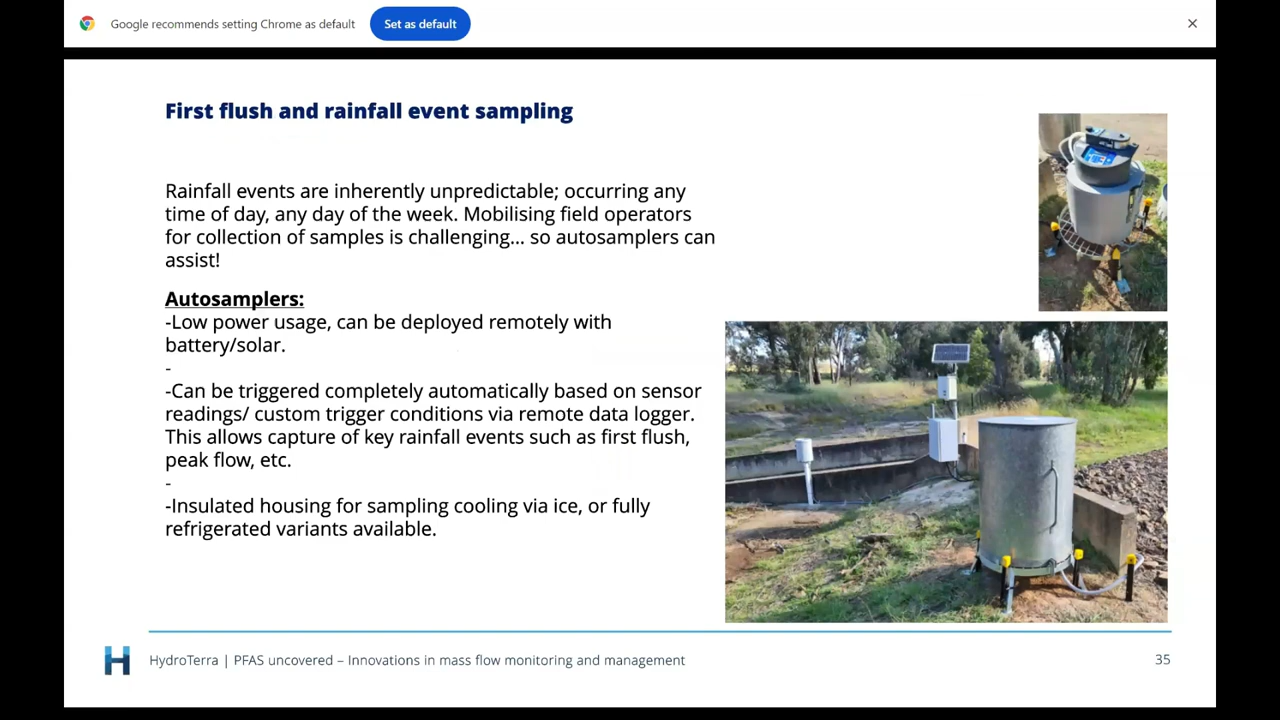 Google recommends setting Chrome as default
Set as default
First flush and rainfall event sampling
Rainfall events are inherently unpredictable; occurring any
time of day, any day of the week. Mobilising field operators
for collection of samples is challenging... so autosamplers can
assist!
Autosamplers:
-Low power usage, can be deployed remotely with
battery/solar.
-
-Can be triggered completely automatically based on sensor
readings/ custom trigger conditions via remote data logger.
This allows capture of key rainfall events such as first flush,
peak flow, etc.
-
-Insulated housing for sampling cooling via ice, or fully
refrigerated variants available.
HydroTerra | PFAS uncovered – Innovations in mass flow monitoring and management
35